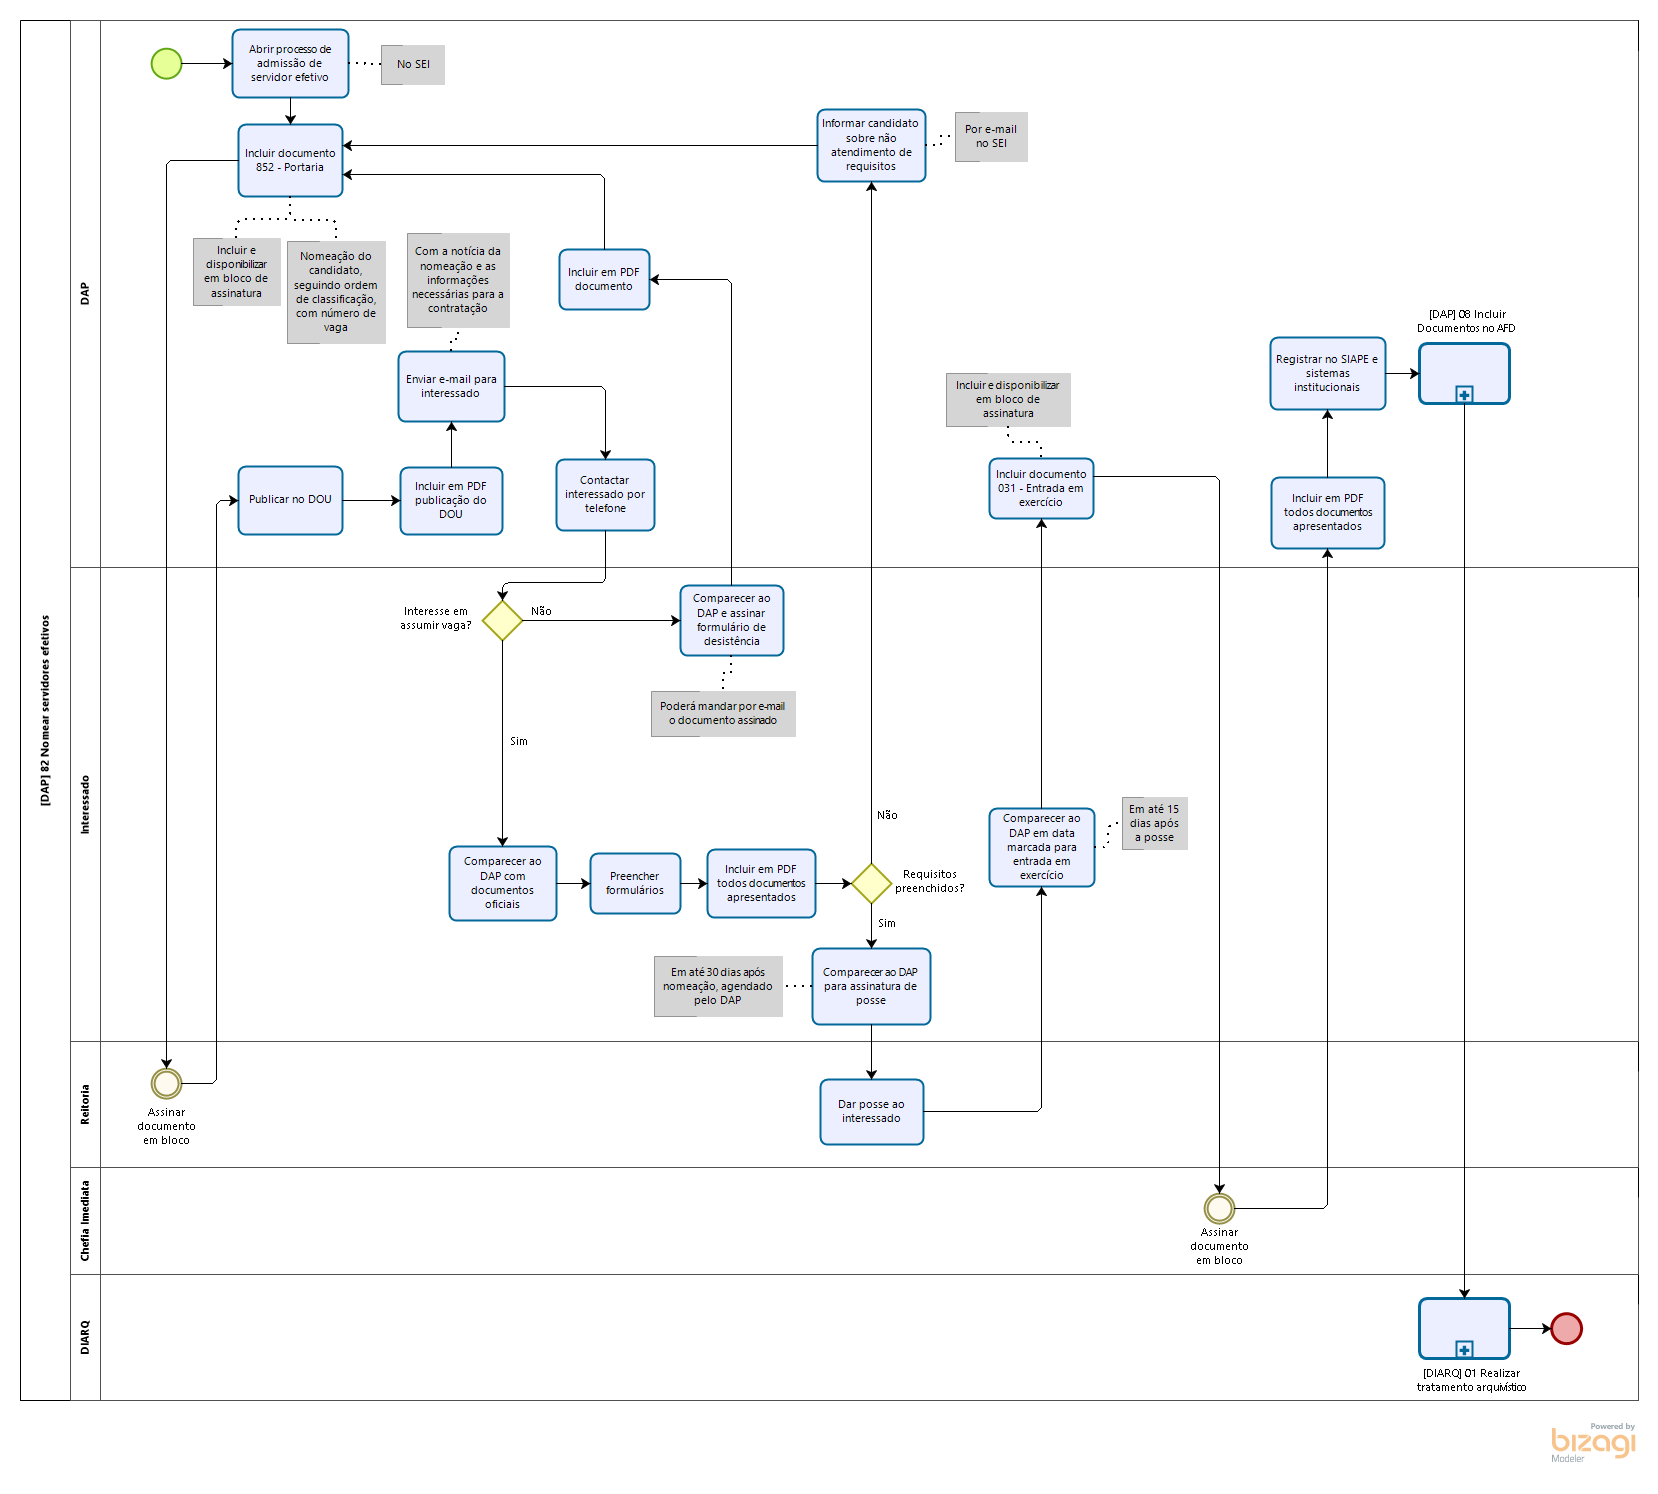 [DAP] 82 Nomear servidores efetivos
DAP
Abrir processo de
admissão de
servidor efetivo
No SEI
Incluir documento
852 - Portaria
Incluir e
disponibilizar
em bloco de
assinatura
Nomeação do
candidato,
seguindo ordem
de classificação,
com número de
vaga
Informar candidato
sobre não
atendimento de
requisitos
Por e-mail
no SEI
Com a notícia da
nomeação e as
informações
necessárias para a
contratação
Incluir em PDF
documento
Enviar e-mail para
interessado
Publicar no DOU
Incluir em PDF
publicação do
DOU
Contactar
interessado por
telefone
Incluir e disponibilizar
em bloco de
assinatura
Incluir documento
031 - Entrada em
exercício
Registrar no SIAPE e
sistemas
institucionais
[DAP] 08 Incluir
Documentos no AFD
Incluir em PDF
todos documentos
apresentados
Interessado
Interesse em
assumir vaga?
Não
Comparecer ao
DAP e assinar
formulário de
desistência
Poderá mandar por e-mail
o documento assinado
Sim
Comparecer ao
DAP com
documentos
oficiais
Preencher
formulários
Incluir em PDF
todos documentos
apresentados
Não
Requisitos
preenchidos?
Sim
Comparecer ao
DAP em data
marcada para
entrada em
exercício
Em até 15
dias após
a posse
Em até 30 dias após
nomeação, agendado
pelo DAP
Comparecer ao DAP
para assinatura de
posse
Reitoria
Assinar
documento
em bloco
Dar posse ao
interessado
Chefia Imediata
Assinar
documento
em bloco
DIARQ
[DIARQ] 01 Realizar
tratamento arquivístico
Powered by
bizagi
Modeler